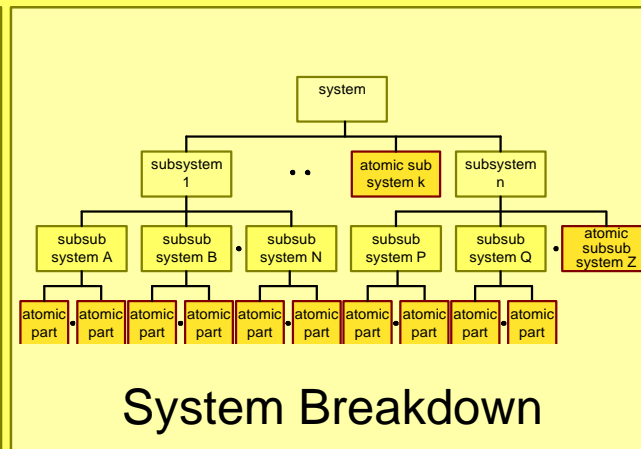 system
subsystem
1
atomic sub
system k
subsystem
n
subsub
system A
subsub
system B
subsub
system N
subsub
system P
subsub
system Q
atomic
subsub
system Z
atomic
part
atomic
part
atomic
part
atomic
part
atomic
part
atomic
part
atomic
part
atomic
part
atomic
part
atomic
part
System Breakdown